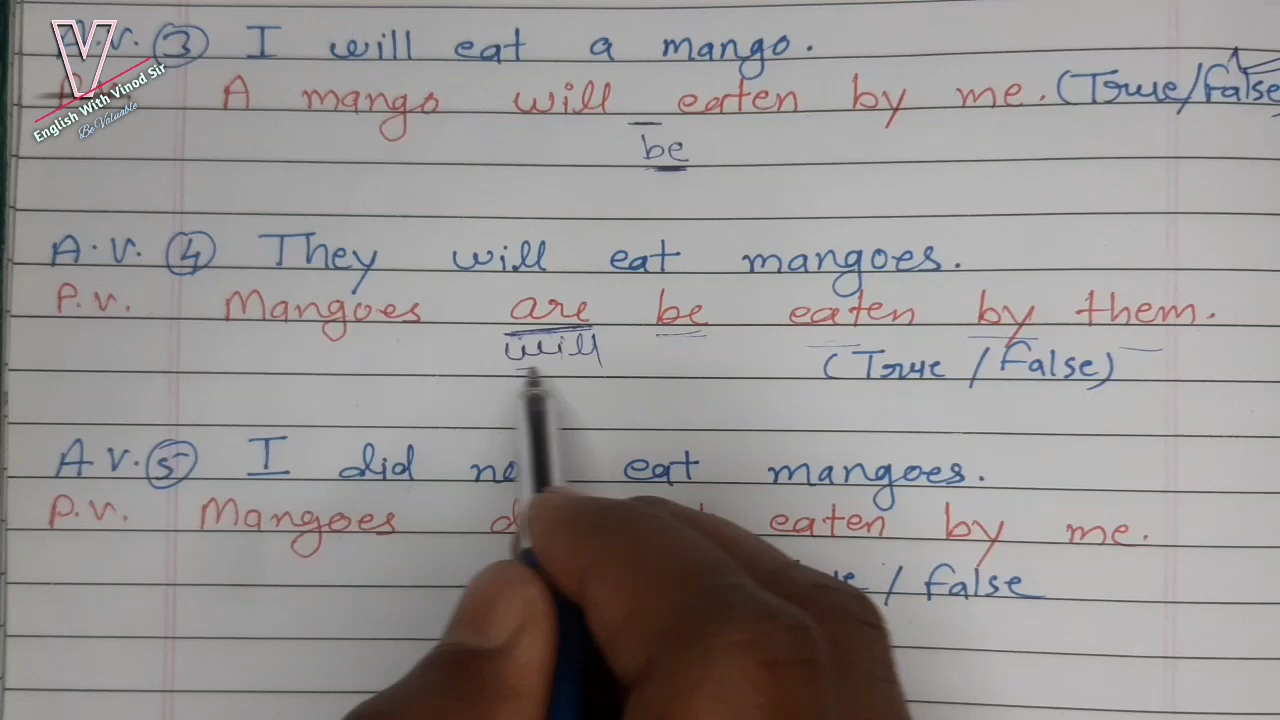 A.V. ③ I will eat a mango.
A mango will eaten by me. (True/false
be
English With Vinod Sir
Be Valuable
A.V. ④ They will eat mangoes.
P.V. Mangoes are be eaten by them.
will
(True / false)
A V. ⑤ I did eat mangoes.
P.V. Mangoes eaten by me.
/ false